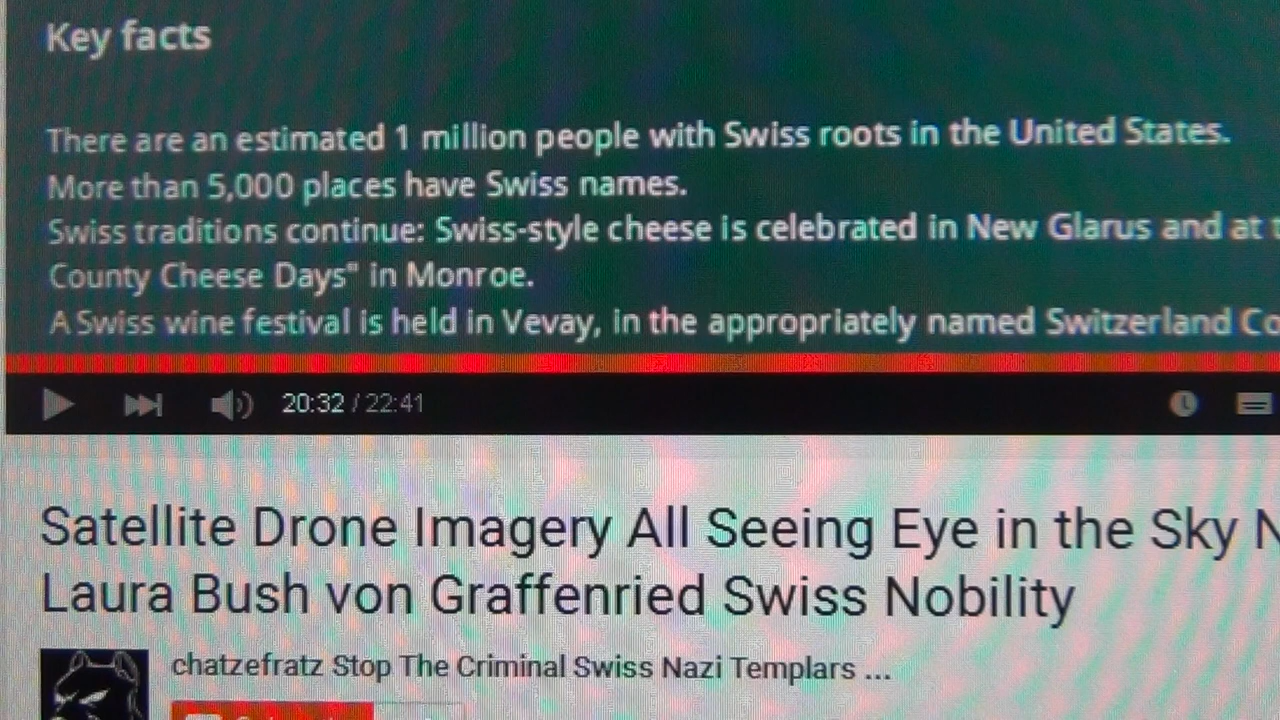 Key facts
There are an estimated 1 million people with Swiss roots in the United States.
More than 5,000 places have Swiss names.
Swiss traditions continue: Swiss-style cheese is celebrated in New Glarus and at
County Cheese Days" in Monroe.
A Swiss wine festival is held in Vevay, in the appropriately named Switzerland
20:32 / 22:41
Satellite Drone Imagery All Seeing Eye in the Sky
Laura Bush von Graffenried Swiss Nobility
chatzefratz Stop The Criminal Swiss Nazi Templars ...